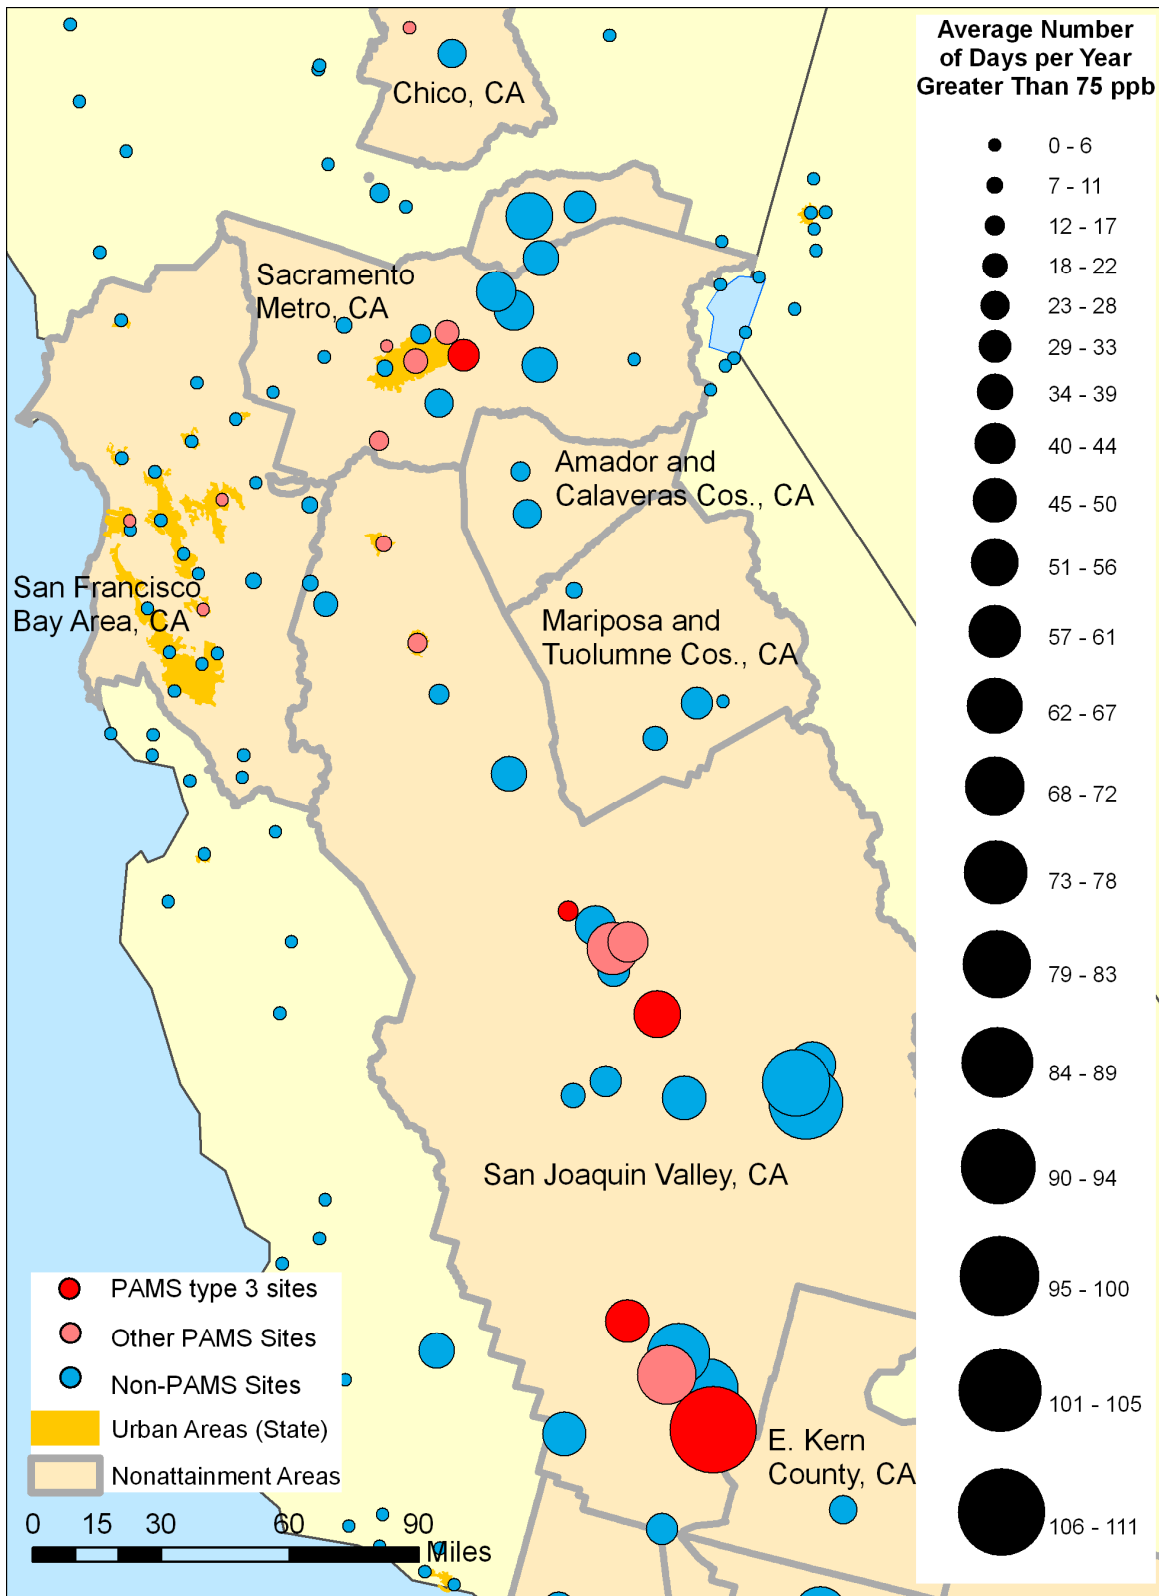 Average Number
of Days per Year
Greater Than 75 ppb
0 - 6
7 - 11
12 - 17
18 - 22
23 - 28
29 - 33
34 - 39
40 - 44
45 - 50
51 - 56
57 - 61
62 - 67
68 - 72
73 - 78
79 - 83
84 - 89
90 - 94
95 - 100
101 - 105
106 - 111
Chico, CA
Sacramento
Metro, CA
Amador and
Calaveras Cos., CA
San Francisco
Bay Area, CA
Mariposa and
Tuolumne Cos., CA
San Joaquin Valley, CA
E. Kern
County, CA
PAMS type 3 sites
Other PAMS Sites
Non-PAMS Sites
Urban Areas (State)
Nonattainment Areas
0 15 30 60 90
Miles